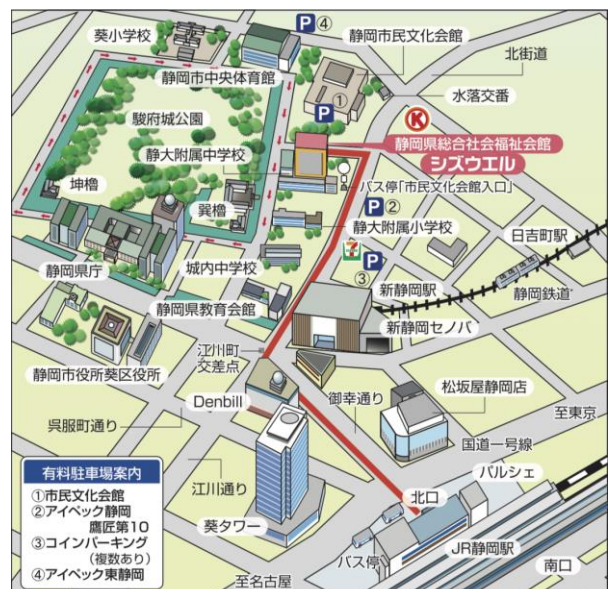 葵小学校
P④
静岡市民文化会館
静岡市中央体育館
北街道
①
P
水落交番
駿府城公園
K
静岡県総合社会福祉会館
シズウエル
静大附属中学校
坤櫓
バス停「市民文化会館入口」
巽櫓
P②
静大附属小学校
日吉町駅
7
P
③
静岡県庁
城内中学校
新静岡駅
静岡鉄道
静岡県教育会館
新静岡セノバ
江川町
交差点
静岡市役所葵区役所
松坂屋静岡店
Denbill
御幸通り
至東京
呉服町通り
国道一号線
パルシェ
有料駐車場案内
①市民文化会館
②アイペック静岡
鷹匠第10
③コインパーキング
(複数あり)
④アイペック東静岡
江川通り
北口
葵タワー
バス停
JR静岡駅
南口
至名古屋